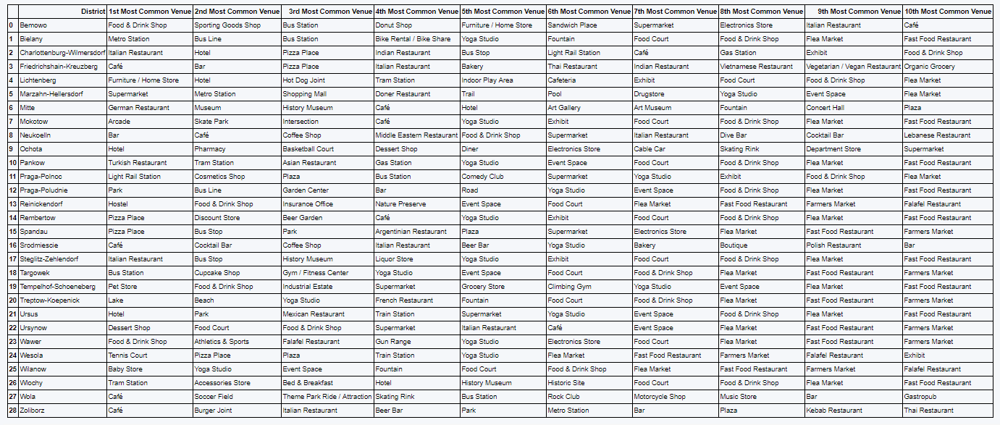 District 1st Most Common Venue 2nd Most Common Venue 3rd Most Common Venue 4th Most Common Venue 5th Most Common Venue 6th Most Common Venue 7th Most Common Venue 8th Most Common Venue 9th Most Common Venue 10th Most Common Venue
0 Bemowo Food & Drink Shop Sporting Goods Shop Bus Station Donut Shop Furniture / Home Store Sandwich Place Supermarket Electronics Store Italian Restaurant Café
1 Bielany Metro Station Bus Line Bus Station Bike Rental / Bike Share Yoga Studio Fountain Food Court Food & Drink Shop Flea Market Fast Food Restaurant
2 Charlottenburg-Wilmersdorf Italian Restaurant Hotel Pizza Place Indian Restaurant Bus Stop Light Rail Station Café Gas Station Exhibit Food & Drink Shop
3 Friedrichshain-Kreuzberg Café Bar Pizza Place Italian Restaurant Bakery Thai Restaurant Indian Restaurant Vietnamese Restaurant Vegetarian / Vegan Restaurant Organic Grocery
4 Lichtenberg Furniture / Home Store Hotel Hot Dog Joint Tram Station Indoor Play Area Cafeteria Exhibit Food Court Food & Drink Shop Flea Market
5 Marzahn-Hellersdorf Supermarket Metro Station Shopping Mall Doner Restaurant Trail Pool Drugstore Yoga Studio Event Space Flea Market
6 Mitte German Restaurant Museum History Museum Café Hotel Art Gallery Art Museum Fountain Concert Hall Plaza
7 Mokotow Arcade Skate Park Intersection Café Yoga Studio Exhibit Food Court Food & Drink Shop Flea Market Fast Food Restaurant
8 Neukoelln Bar Café Coffee Shop Middle Eastern Restaurant Food & Drink Shop Supermarket Italian Restaurant Dive Bar Cocktail Bar Lebanese Restaurant
9 Ochota Hotel Pharmacy Basketball Court Dessert Shop Diner Electronics Store Cable Car Skating Rink Department Store Supermarket
10 Pankow Turkish Restaurant Tram Station Asian Restaurant Gas Station Yoga Studio Event Space Food Court Food & Drink Shop Flea Market Fast Food Restaurant
11 Praga-Polnoc Light Rail Station Cosmetics Shop Plaza Bus Station Comedy Club Supermarket Yoga Studio Exhibit Food & Drink Shop Flea Market
12 Praga-Poludnie Park Bus Line Garden Center Bar Road Yoga Studio Event Space Food & Drink Shop Flea Market Fast Food Restaurant
13 Reinickendorf Hostel Food & Drink Shop Insurance Office Nature Preserve Event Space Food Court Flea Market Fast Food Restaurant Farmers Market Falafel Restaurant
14 Rembertow Pizza Place Discount Store Beer Garden Café Yoga Studio Exhibit Food Court Food & Drink Shop Flea Market Fast Food Restaurant
15 Spandau Pizza Place Bus Stop Park Argentinian Restaurant Plaza Supermarket Electronics Store Flea Market Fast Food Restaurant Farmers Market
16 Srodmiescie Café Cocktail Bar Coffee Shop Italian Restaurant Beer Bar Yoga Studio Bakery Boutique Polish Restaurant Bar
17 Steglitz-Zehlendorf Italian Restaurant Bus Stop History Museum Liquor Store Yoga Studio Exhibit Food Court Food & Drink Shop Flea Market Fast Food Restaurant
18 Targowek Bus Station Cupcake Shop Gym / Fitness Center Yoga Studio Event Space Food Court Food & Drink Shop Flea Market Fast Food Restaurant Farmers Market
19 Tempelhof-Schoeneberg Pet Store Food & Drink Shop Industrial Estate Supermarket Grocery Store Climbing Gym Yoga Studio Event Space Flea Market Fast Food Restaurant
20 Treptow-Koepenick Lake Beach Yoga Studio French Restaurant Fountain Food Court Food & Drink Shop Flea Market Fast Food Restaurant Farmers Market
21 Ursus Hotel Park Mexican Restaurant Train Station Supermarket Yoga Studio Event Space Food & Drink Shop Flea Market Fast Food Restaurant
22 Ursynow Dessert Shop Food Court Food & Drink Shop Supermarket Italian Restaurant Café Event Space Flea Market Fast Food Restaurant Farmers Market
23 Wawer Food & Drink Shop Athletics & Sports Falafel Restaurant Gun Range Yoga Studio Electronics Store Food Court Flea Market Fast Food Restaurant Farmers Market
24 Wesola Tennis Court Pizza Place Plaza Train Station Yoga Studio Flea Market Fast Food Restaurant Farmers Market Falafel Restaurant Exhibit
25 Wilanow Baby Store Yoga Studio Event Space Fountain Food Court Food & Drink Shop Flea Market Fast Food Restaurant Farmers Market Falafel Restaurant
26 Wlochy Tram Station Accessories Store Bed & Breakfast Hotel History Museum Historic Site Food Court Food & Drink Shop Flea Market Fast Food Restaurant
27 Wola Café Soccer Field Theme Park Ride / Attraction Skating Rink Bus Station Rock Club Motorcycle Shop Music Store Bar Gastropub
28 Zoliborz Café Burger Joint Italian Restaurant Beer Bar Park Metro Station Bar Plaza Kebab Restaurant Thai Restaurant